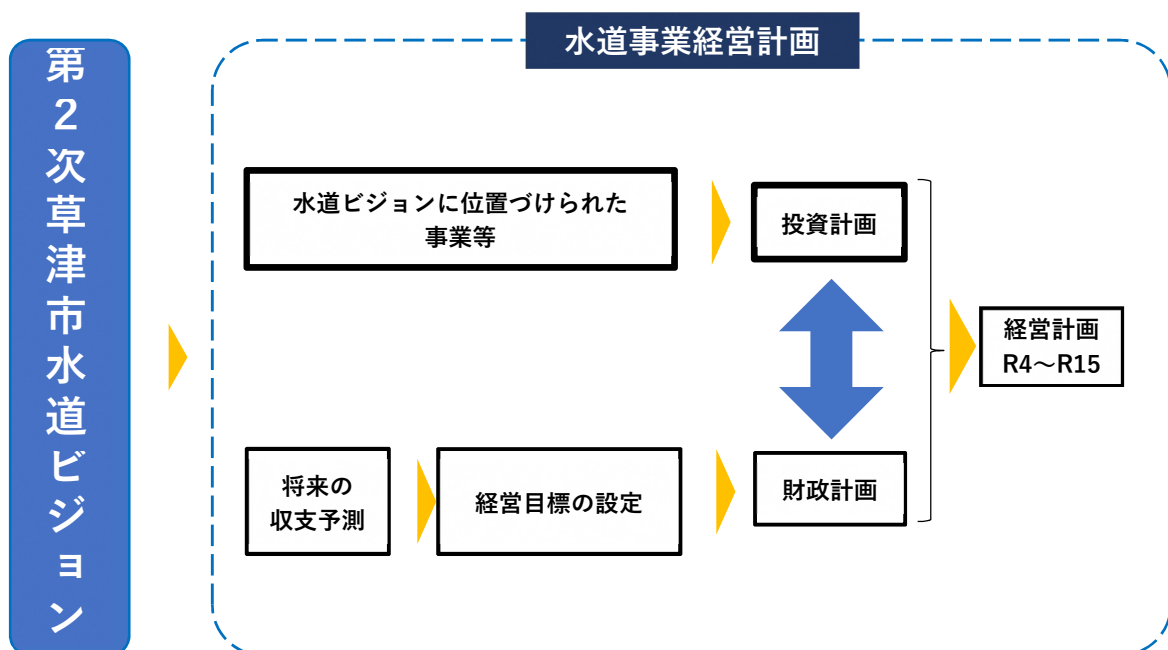 第2次草津市水道ビジョン
水道事業経営計画
水道ビジョンに位置づけられた
事業等
投資計画
将来の
収支予測
経営目標の設定
財政計画
経営計画
R4～R15